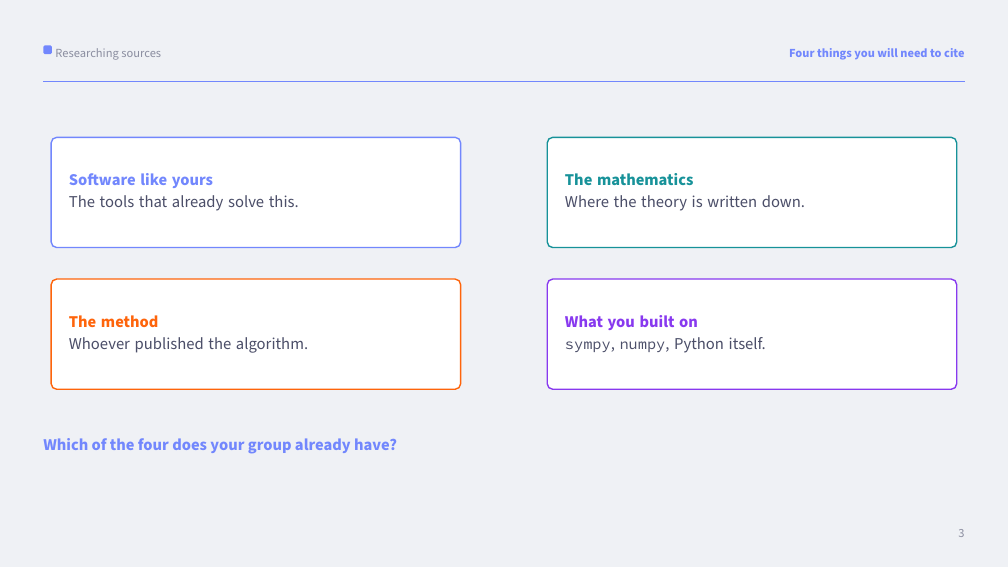 Researching sources
Four things you will need to cite
Software like yours
The tools that already solve this.
The mathematics
Where the theory is written down.
The method
Whoever published the algorithm.
What you built on
sympy, numpy, Python itself.
Which of the four does your group already have?
3